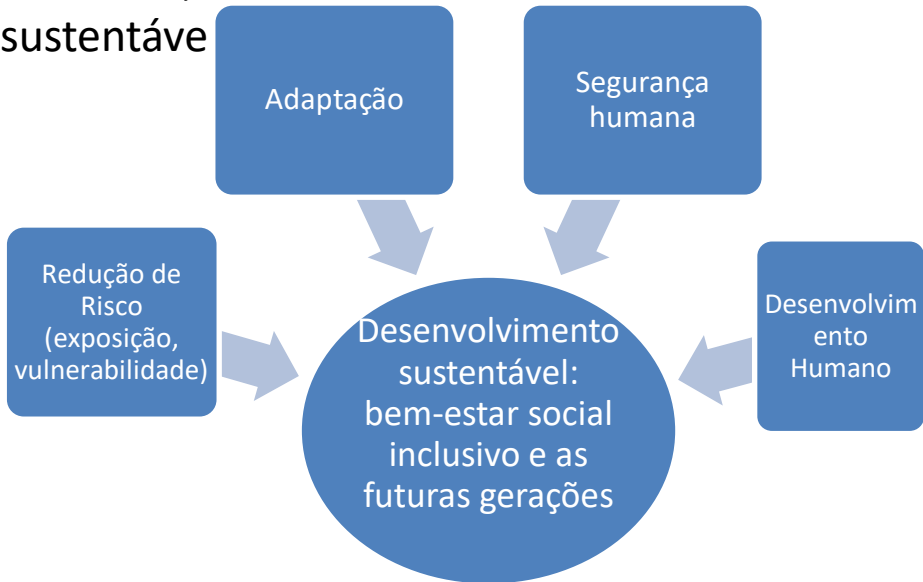 sustentáve
Adaptação
Segurança
humana
Redução de
Risco
(exposição,
vulnerabilidade)
Desenvolvim
ento
Humano
Desenvolvimento
sustentável:
bem-estar social
inclusivo e as
futuras gerações